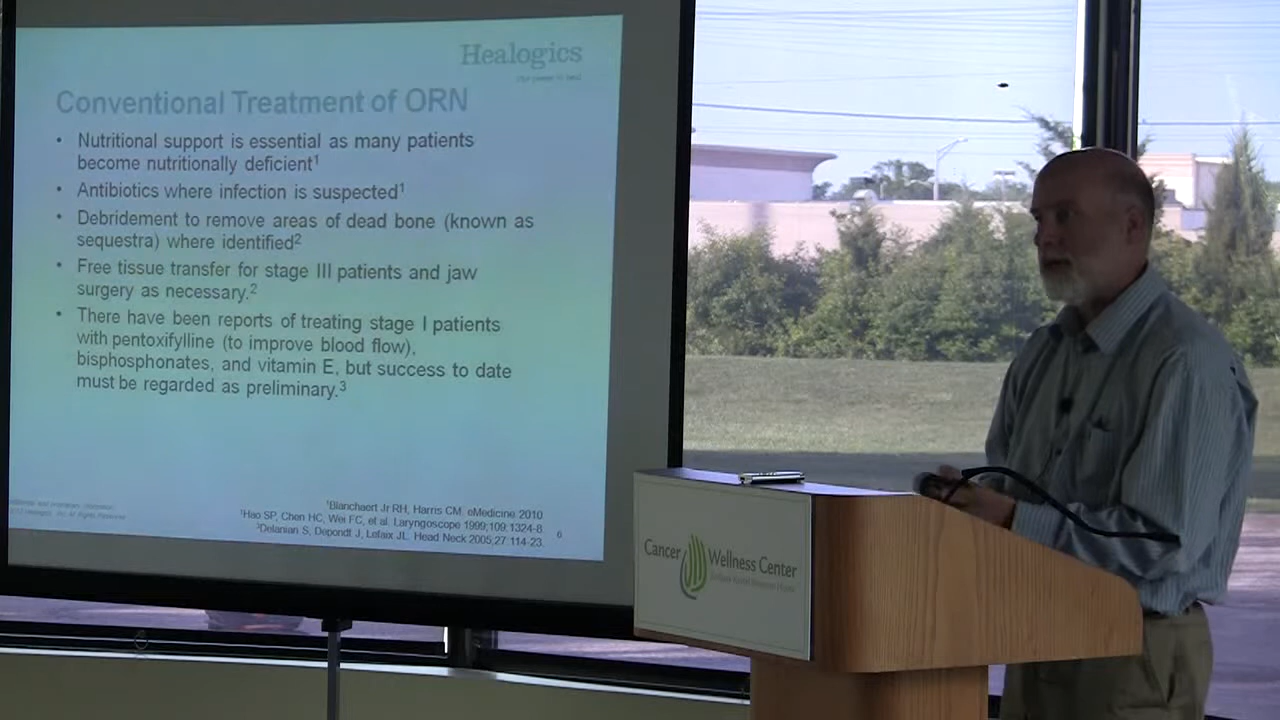 Healogics
Conventional Treatment of ORN
• Nutritional support is essential as many patients
become nutritionally deficient1
• Antibiotics where infection is suspected1
• Debridement to remove areas of dead bone (known as
sequestra) where identified2
• Free tissue transfer for stage III patients and jaw
surgery as necessary.2
• There have been reports of treating stage I patients
with pentoxifylline (to improve blood flow),
bisphosphonates, and vitamin E, but success to date
must be regarded as preliminary.3
1Blanchaert Jr RH, Harris CM. eMedicine 2010
Hao SP, Chen HC, Wei FC, et al. Laryngoscope 1999;109:1324-8
Delanian S, Depondt J, Lefaix JL. Head Neck 2005;27:114-23.
6
Cancer Wellness Center